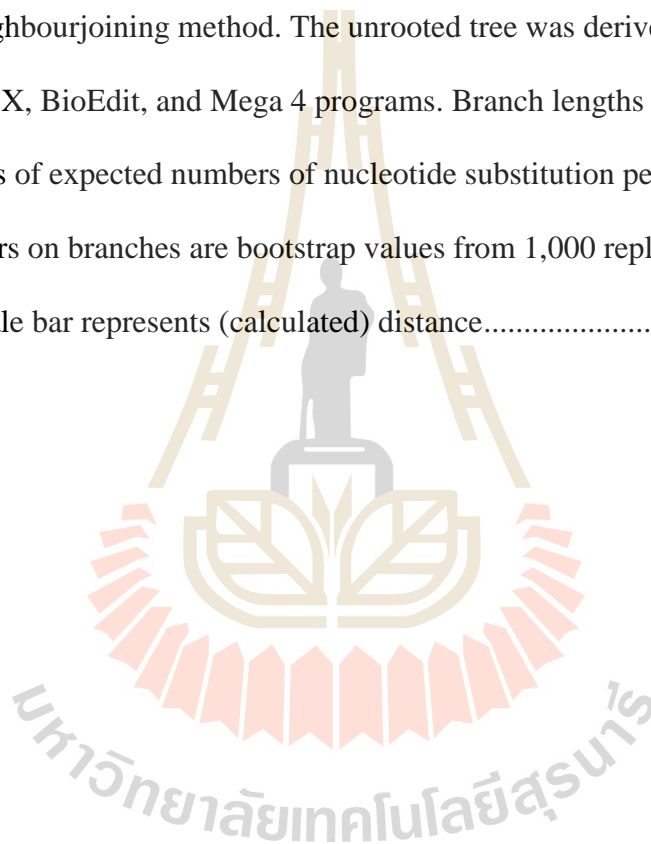 ghbourjoining method. The unrooted tree was derive
X, BioEdit, and Mega 4 programs. Branch lengths
s of expected numbers of nucleotide substitution pe
rs on branches are bootstrap values from 1,000 repl
le bar represents (calculated) distance.....................
มหาวิทยาลัยเทคโนโลยีสุรนารี